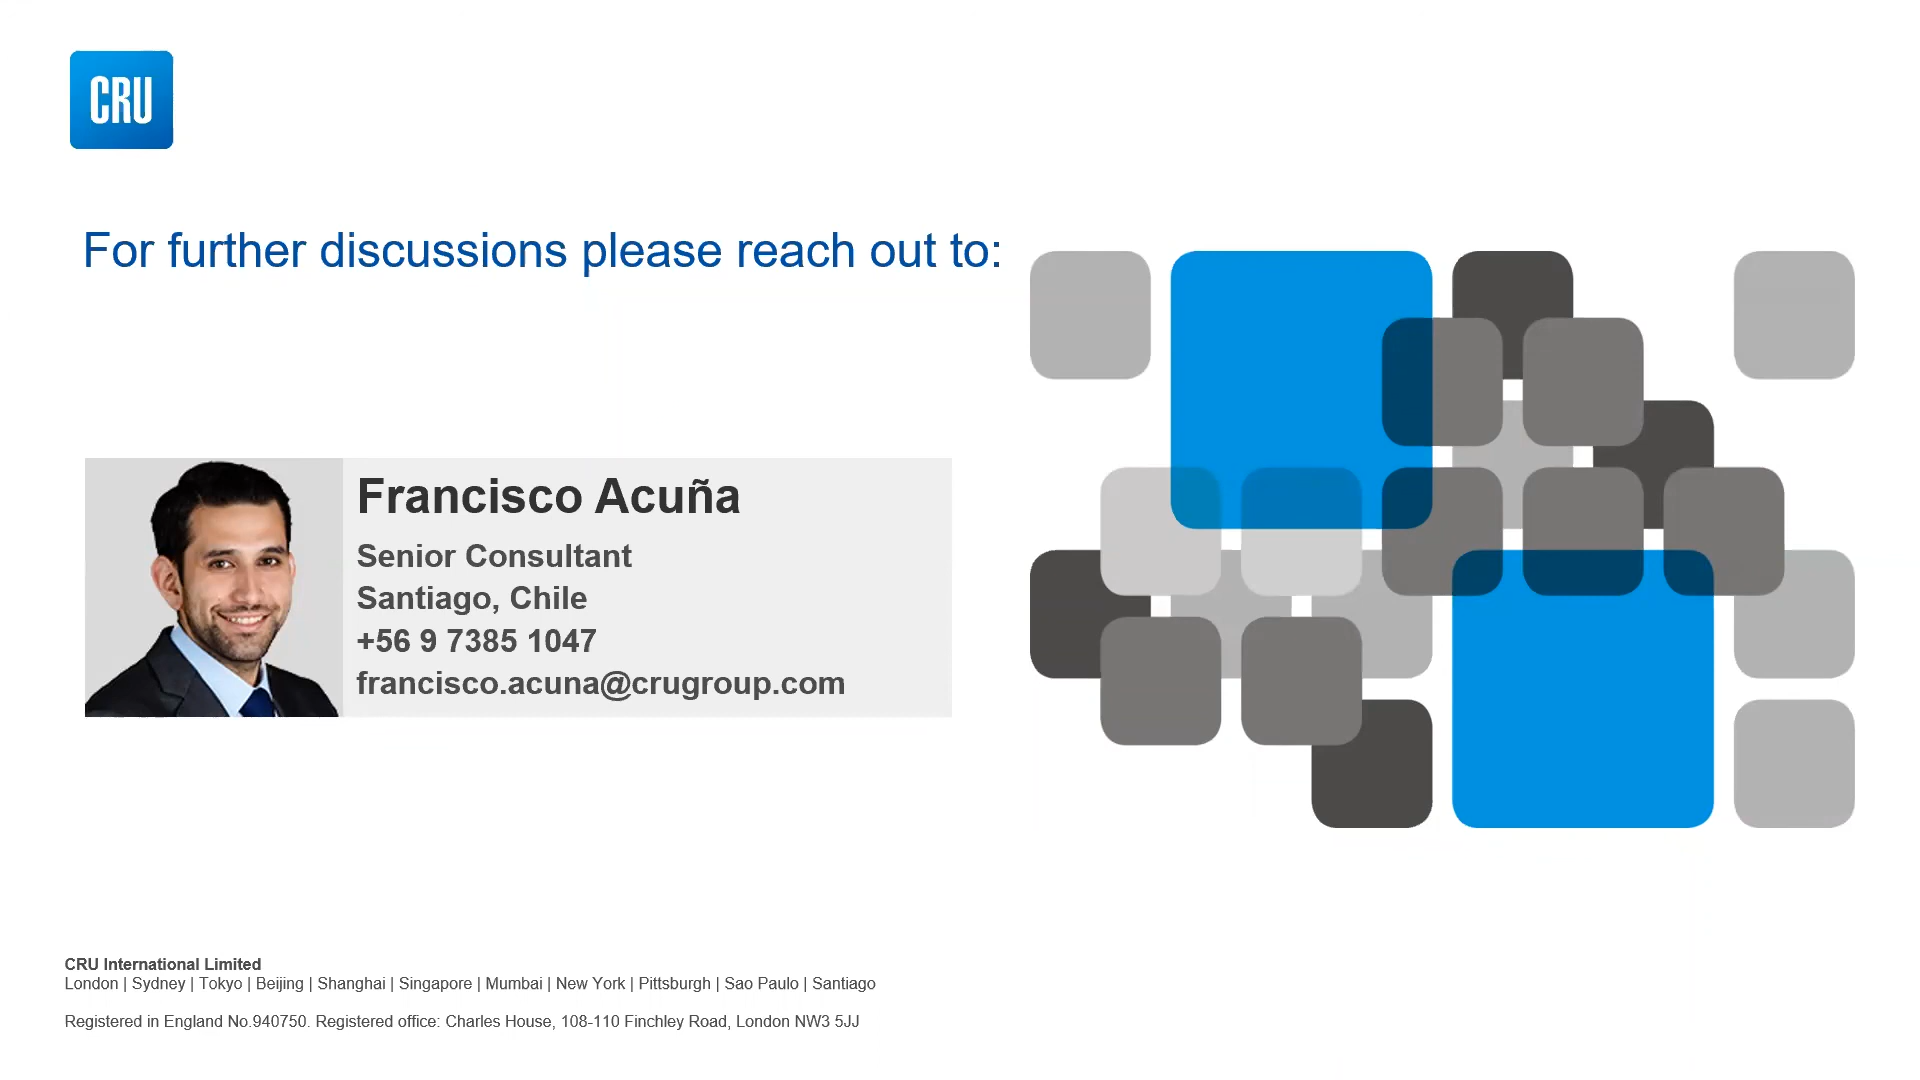 CRU
For further discussions please reach out to:
Francisco Acuña
Senior Consultant
Santiago, Chile
+56 9 7385 1047
francisco.acuna@crugroup.com
CRU International Limited
London | Sydney | Tokyo | Beijing | Shanghai | Singapore | Mumbai | New York | Pittsburgh | Sao Paulo | Santiago
Registered in England No.940750. Registered office: Charles House, 108-110 Finchley Road, London NW3 5JJ